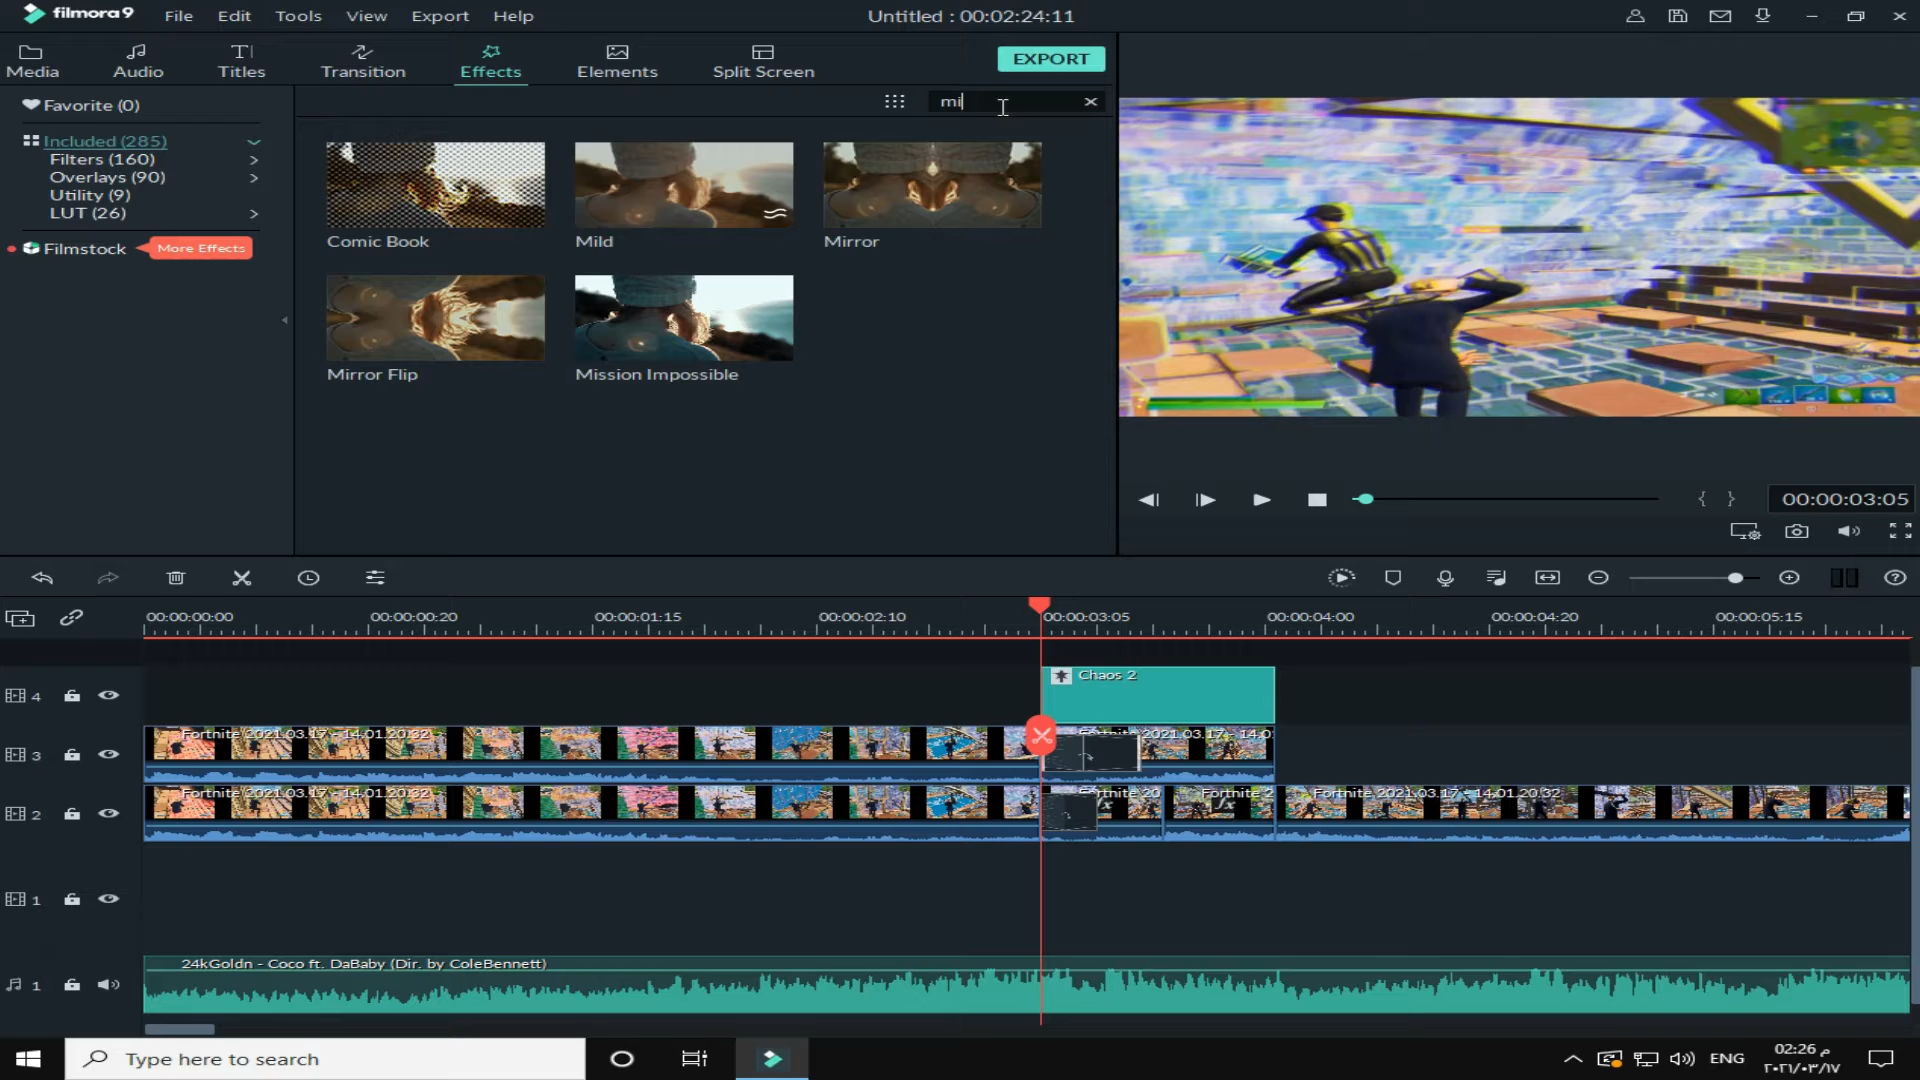 filmora9 File Edit Tools View Export Help Untitled : 00:02:24:11
Media Audio Titles Transition Effects Elements Split Screen EXPORT
Favorite (0)
mi
Included (285)
Filters (160)
Overlays (90)
Utility (9)
LUT (26)
Filmstock More Effects
Comic Book Mild Mirror
Mirror Flip Mission Impossible
00:00:03:05
00:00:00:00 00:00:00:20 00:00:01:15 00:00:02:10 00:00:03:05 00:00:04:00 00:00:04:20 00:00:05:15
4 Chaos 2
Fortnite 2021.03.17 - 14.01.20:32 2021.03.17 - 14.0
3
Fortnite 2021.03.17 - 14.01.20:32 Fortnite 2 Fortnite 2021.03.17 - 14.01.20:32
2
1
24kGoldn - Coco ft. DaBaby (Dir. by ColeBennett)
1
Type here to search ENG 02:26 م
٢٠٢١/٠٣/١٧